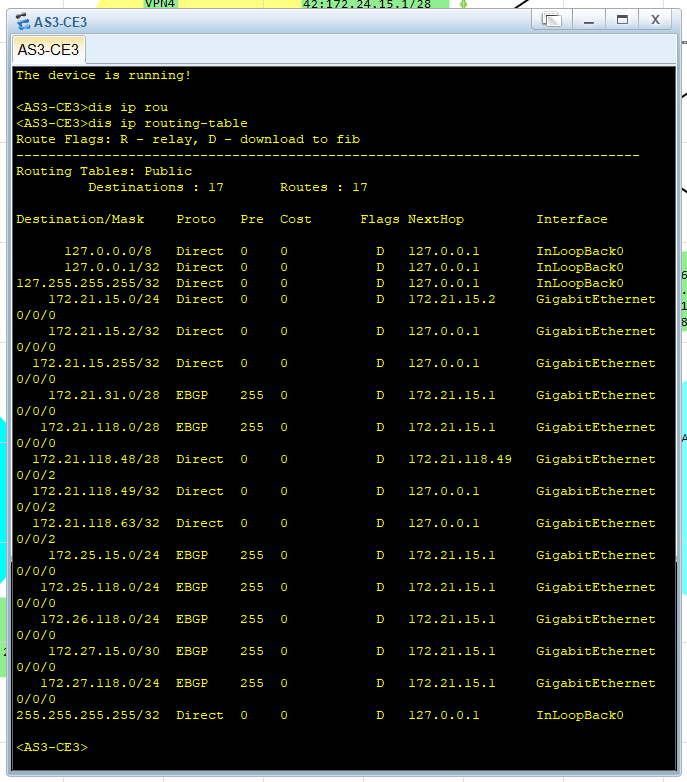 VPN4
42:172.24.15.1/28
AS3-CE3
AS3-CE3
The device is running!
<AS3-CE3>dis ip rou
<AS3-CE3>dis ip routing-table
Route Flags: R - relay, D - download to fib
------------------------------------------------------------------------------
Routing Tables: Public
         Destinations : 17       Routes : 17
Destination/Mask    Proto   Pre  Cost      Flags NextHop         Interface
      127.0.0.0/8   Direct  0    0           D   127.0.0.1       InLoopBack0
      127.0.0.1/32  Direct  0    0           D   127.0.0.1       InLoopBack0
127.255.255.255/32  Direct  0    0           D   127.0.0.1       InLoopBack0
    172.21.15.0/24  Direct  0    0           D   172.21.15.2     GigabitEthernet
0/0/0
    172.21.15.2/32  Direct  0    0           D   127.0.0.1       GigabitEthernet
0/0/0
  172.21.15.255/32  Direct  0    0           D   127.0.0.1       GigabitEthernet
0/0/0
    172.21.31.0/28  EBGP    255  0           D   172.21.15.1     GigabitEthernet
0/0/0
   172.21.118.0/28  EBGP    255  0           D   172.21.15.1     GigabitEthernet
0/0/0
  172.21.118.48/28  Direct  0    0           D   172.21.118.49   GigabitEthernet
0/0/2
  172.21.118.49/32  Direct  0    0           D   127.0.0.1       GigabitEthernet
0/0/2
  172.21.118.63/32  Direct  0    0           D   127.0.0.1       GigabitEthernet
0/0/2
    172.25.15.0/24  EBGP    255  0           D   172.21.15.1     GigabitEthernet
0/0/0
   172.25.118.0/24  EBGP    255  0           D   172.21.15.1     GigabitEthernet
0/0/0
   172.26.118.0/24  EBGP    255  0           D   172.21.15.1     GigabitEthernet
0/0/0
    172.27.15.0/30  EBGP    255  0           D   172.21.15.1     GigabitEthernet
0/0/0
   172.27.118.0/24  EBGP    255  0           D   172.21.15.1     GigabitEthernet
0/0/0
255.255.255.255/32  Direct  0    0           D   127.0.0.1       InLoopBack0
<AS3-CE3>